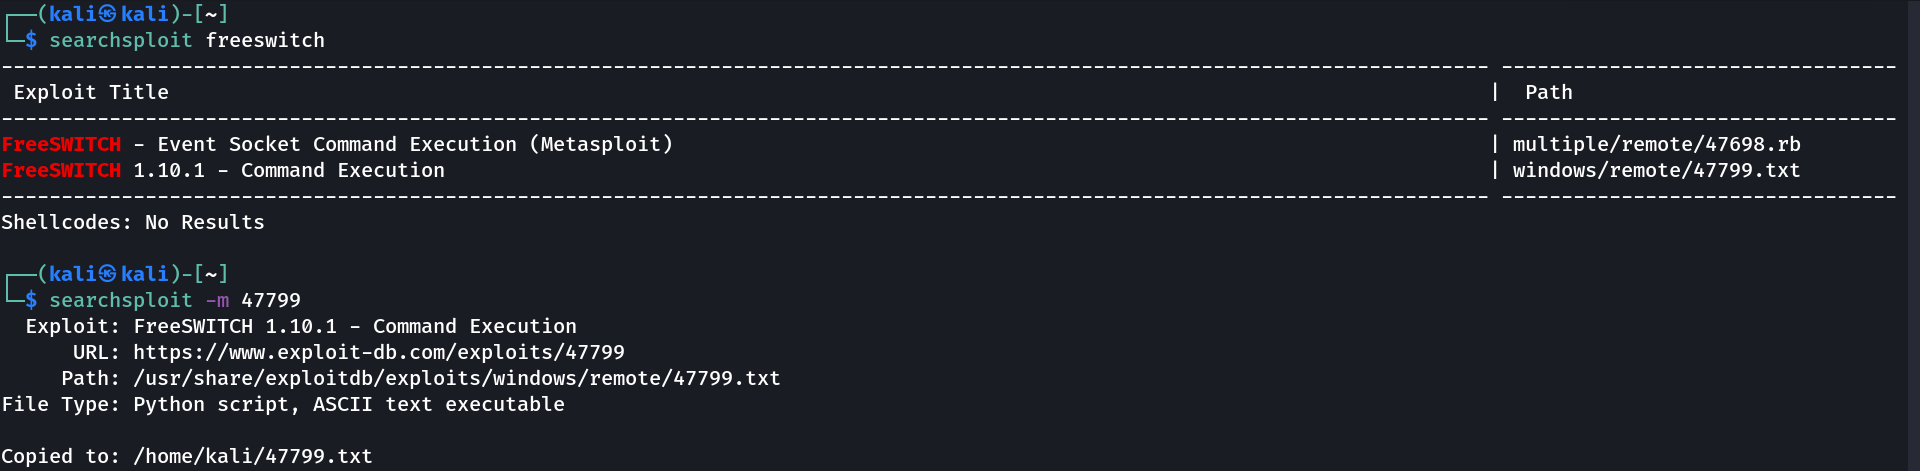 ┌──(kali㉿kali)-[~]
└─$ searchsploit freeswitch
---------------------------------------------------------------------------------------------------------------------------- ---------------------------------
 Exploit Title                                                                                                              |  Path
---------------------------------------------------------------------------------------------------------------------------- ---------------------------------
FreeSWITCH - Event Socket Command Execution (Metasploit)                                                                    | multiple/remote/47698.rb
FreeSWITCH 1.10.1 - Command Execution                                                                                       | windows/remote/47799.txt
---------------------------------------------------------------------------------------------------------------------------- ---------------------------------
Shellcodes: No Results
┌──(kali㉿kali)-[~]
└─$ searchsploit -m 47799
  Exploit: FreeSWITCH 1.10.1 - Command Execution
      URL: https://www.exploit-db.com/exploits/47799
     Path: /usr/share/exploitdb/exploits/windows/remote/47799.txt
File Type: Python script, ASCII text executable
Copied to: /home/kali/47799.txt